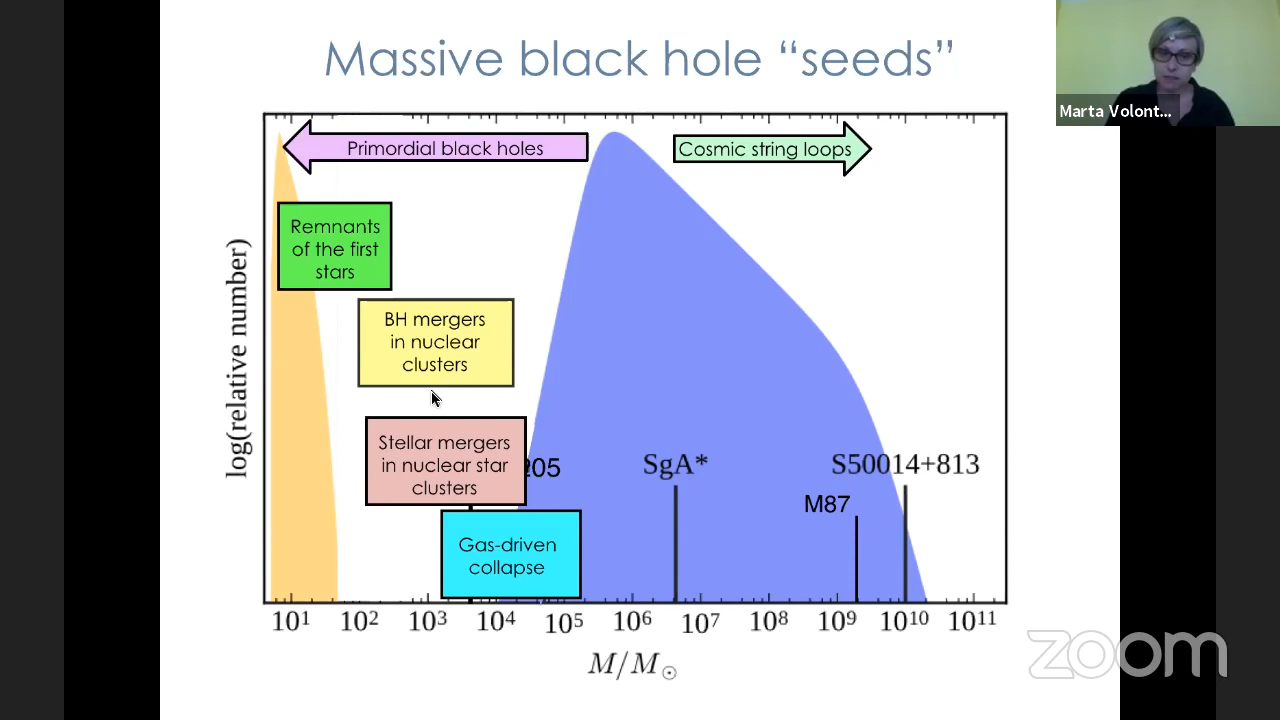 Massive black hole “seeds”
Marta Volont...
Primordial black holes
Cosmic string loops
Remnants
of the first
stars
BH mergers
in nuclear
clusters
Stellar mergers
in nuclear star
clusters
205
SgA*
S50014+813
M87
Gas-driven
collapse
log(relative number)
10¹ 10² 10³ 10⁴ 10⁵ 10⁶ 10⁷ 10⁸ 10⁹ 10¹⁰ 10¹¹
M/M☉
zoom